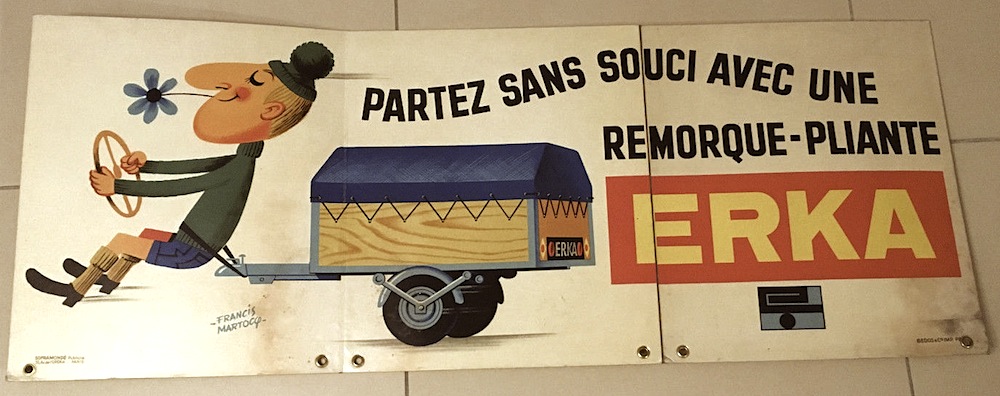 PARTEZ SANS SOUCI AVEC UNE
REMORQUE-PLIANTE
ERKA
ERKA
-FRANCIS
MARTOCQ-